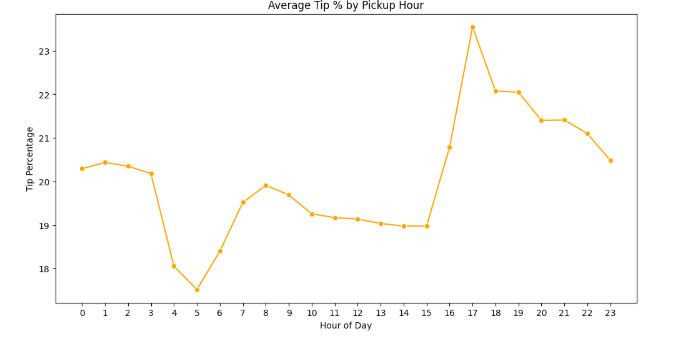 Average Tip % by Pickup Hour
23
22
21
20
19
18
Tip Percentage
0 1 2 3 4 5 6 7 8 9 10 11 12 13 14 15 16 17 18 19 20 21 22 23
Hour of Day